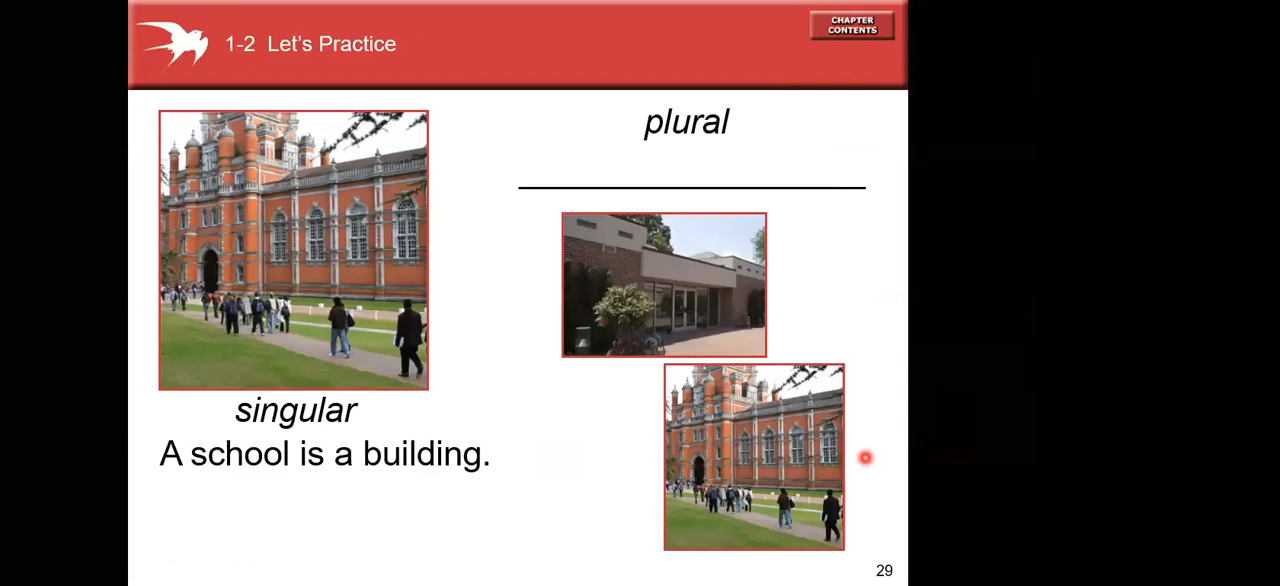 1-2 Let's Practice
CHAPTER
CONTENTS
plural
singular
A school is a building.
29